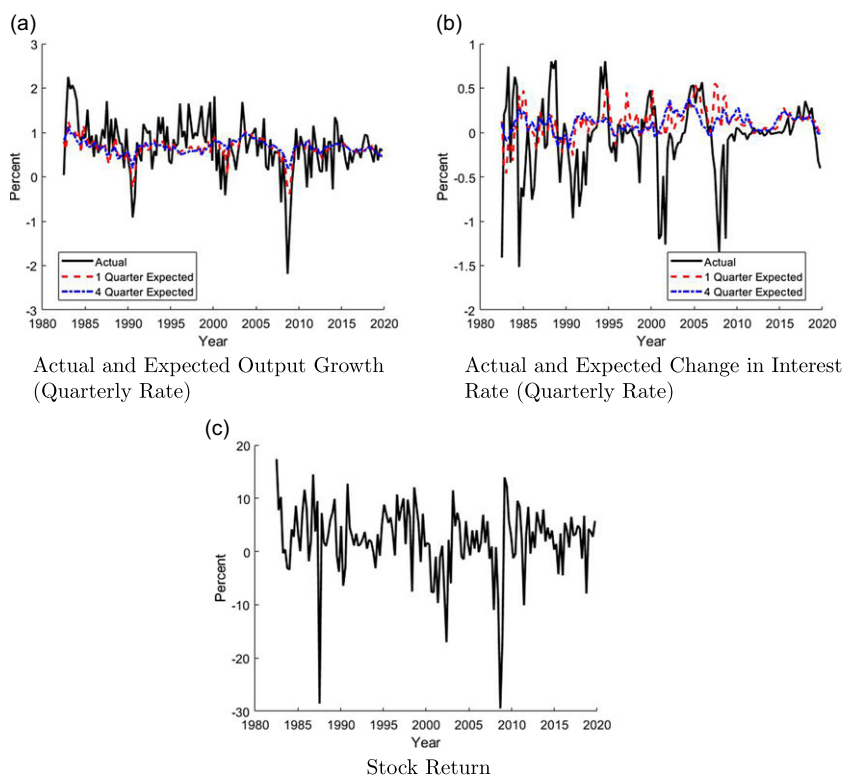 (a)
3
2
1
0
-1
-2
-3
Percent
Actual
1 Quarter Expected
4 Quarter Expected
1980 1985 1990 1995 2000 2005 2010 2015 2020
Year
Actual and Expected Output Growth
(Quarterly Rate)
(b)
1
0.5
0
-0.5
-1
-1.5
-2
Percent
Actual
1 Quarter Expected
4 Quarter Expected
1980 1985 1990 1995 2000 2005 2010 2015 2020
Year
Actual and Expected Change in Interest
Rate (Quarterly Rate)
(c)
20
10
0
-10
-20
-30
Percent
1980 1985 1990 1995 2000 2005 2010 2015 2020
Year
Stock Return